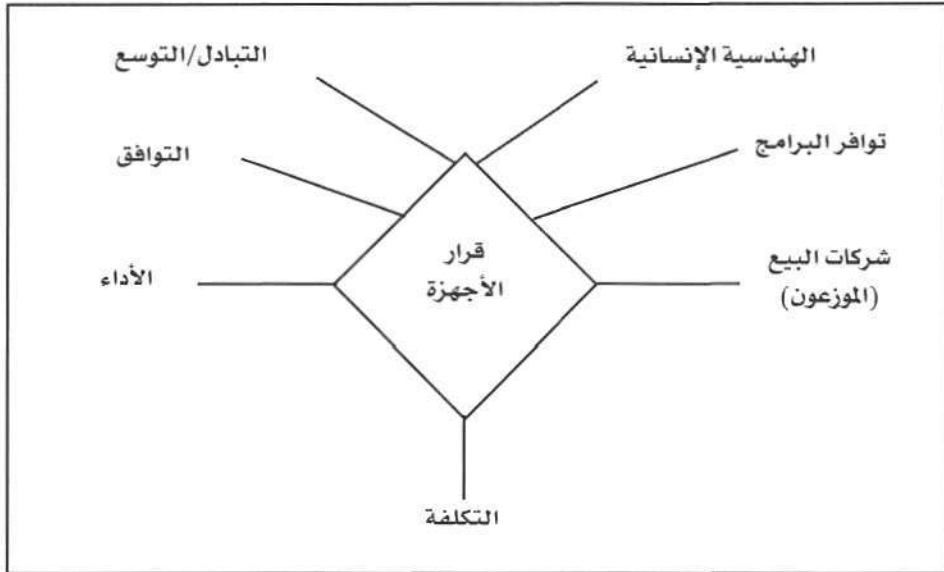 الهندسية الإنسانية
التبادل/التوسع
توافر البرامج
التوافق
قرار
الأجهزة
شركات البيع
(الموزعون)
الأداء
التكلفة